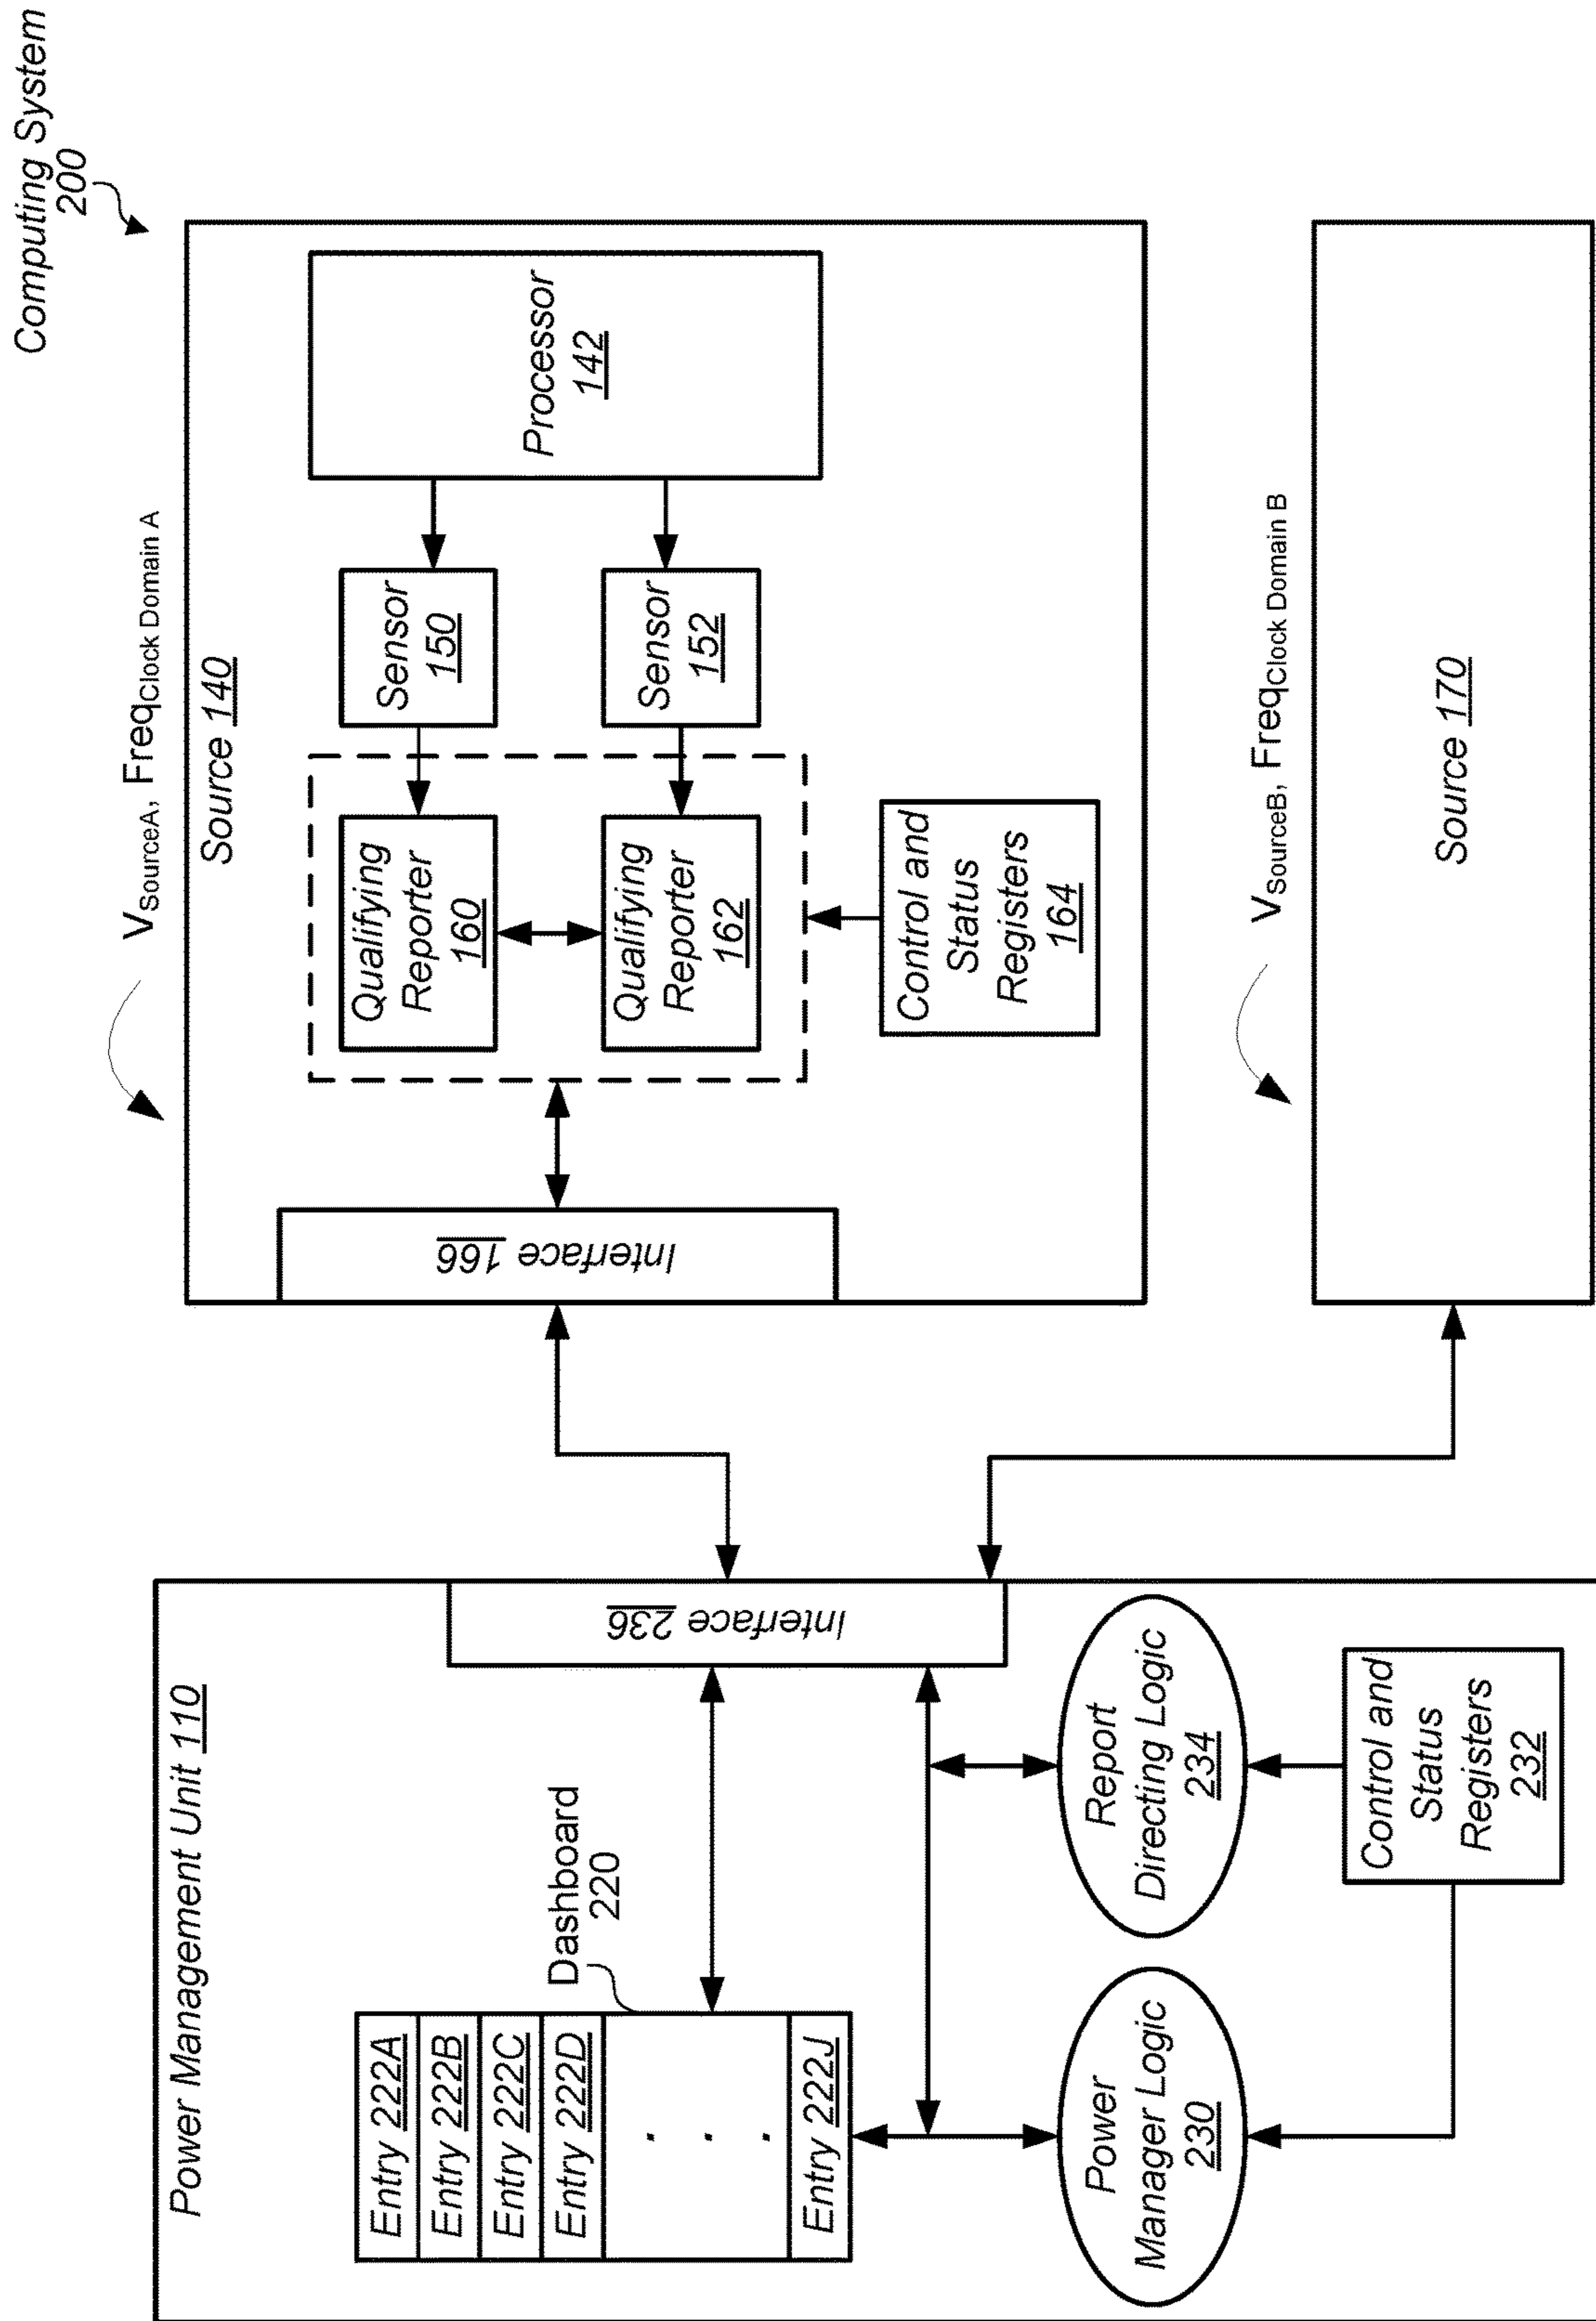 Computing System
200
Power Management Unit 110
Entry 222A
Entry 222B
Entry 222C
Entry 222D
.
.
.
Entry 222J
Dashboard
220
Interface 236
Power
Manager Logic
230
Report
Directing Logic
234
Control and
Status
Registers
232
VSourceA, FreqClock Domain A
Source 140
Interface 166
Qualifying
Reporter
160
Qualifying
Reporter
162
Sensor
150
Sensor
152
Processor
142
Control and
Status
Registers
164
VSourceB, FreqClock Domain B
Source 170